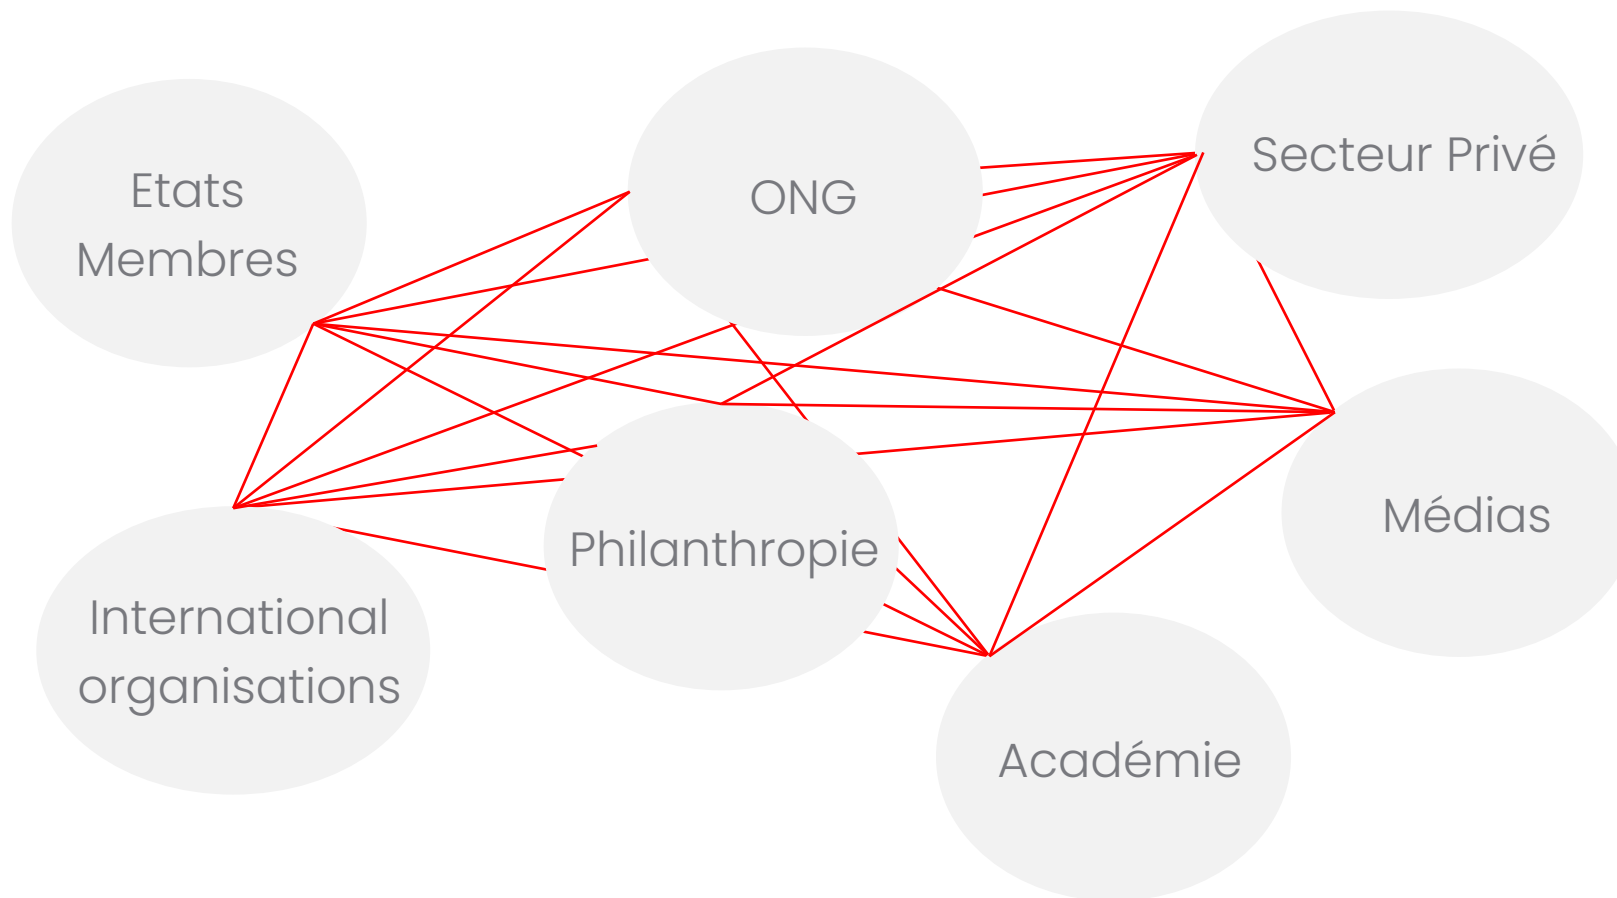 Etats
Membres
ONG
Secteur Privé
International
organisations
Philanthropie
Médias
Académie